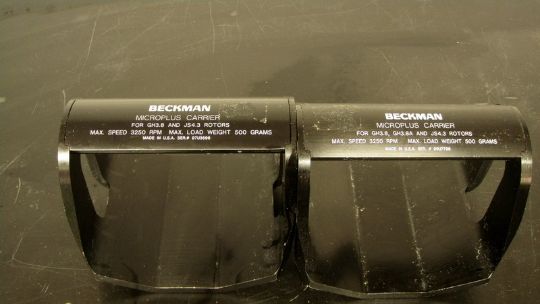 BECKMAN
MICROPLUS CARRIER
FOR GH3.8 AND JS4.3 ROTORS
MAX. SPEED 3250 RPM MAX. LOAD WEIGHT 500 GRAMS
MADE IN U.S.A. SER.#
BECKMAN
MICROPLUS CARRIER
FOR GH3.8, GH3.8A AND JS4.3 ROTORS
MAX. SPEED 3250 RPM MAX. LOAD WEIGHT 500 GRAMS
MADE IN U.S.A. SER. #